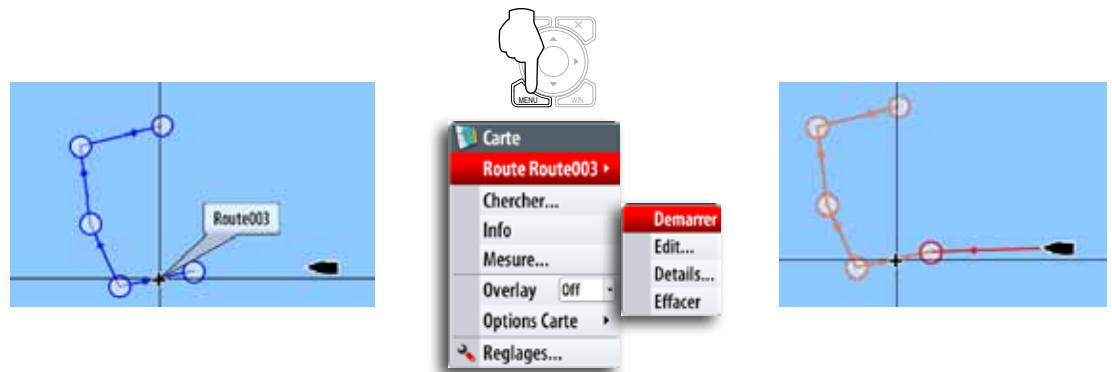 MENU
WIN
Route003
Carte
Route Route003
Chercher...
Info
Mesure...
Overlay Off
Options Carte
Reglages...
Demarrer
Edit...
Details...
Effacer